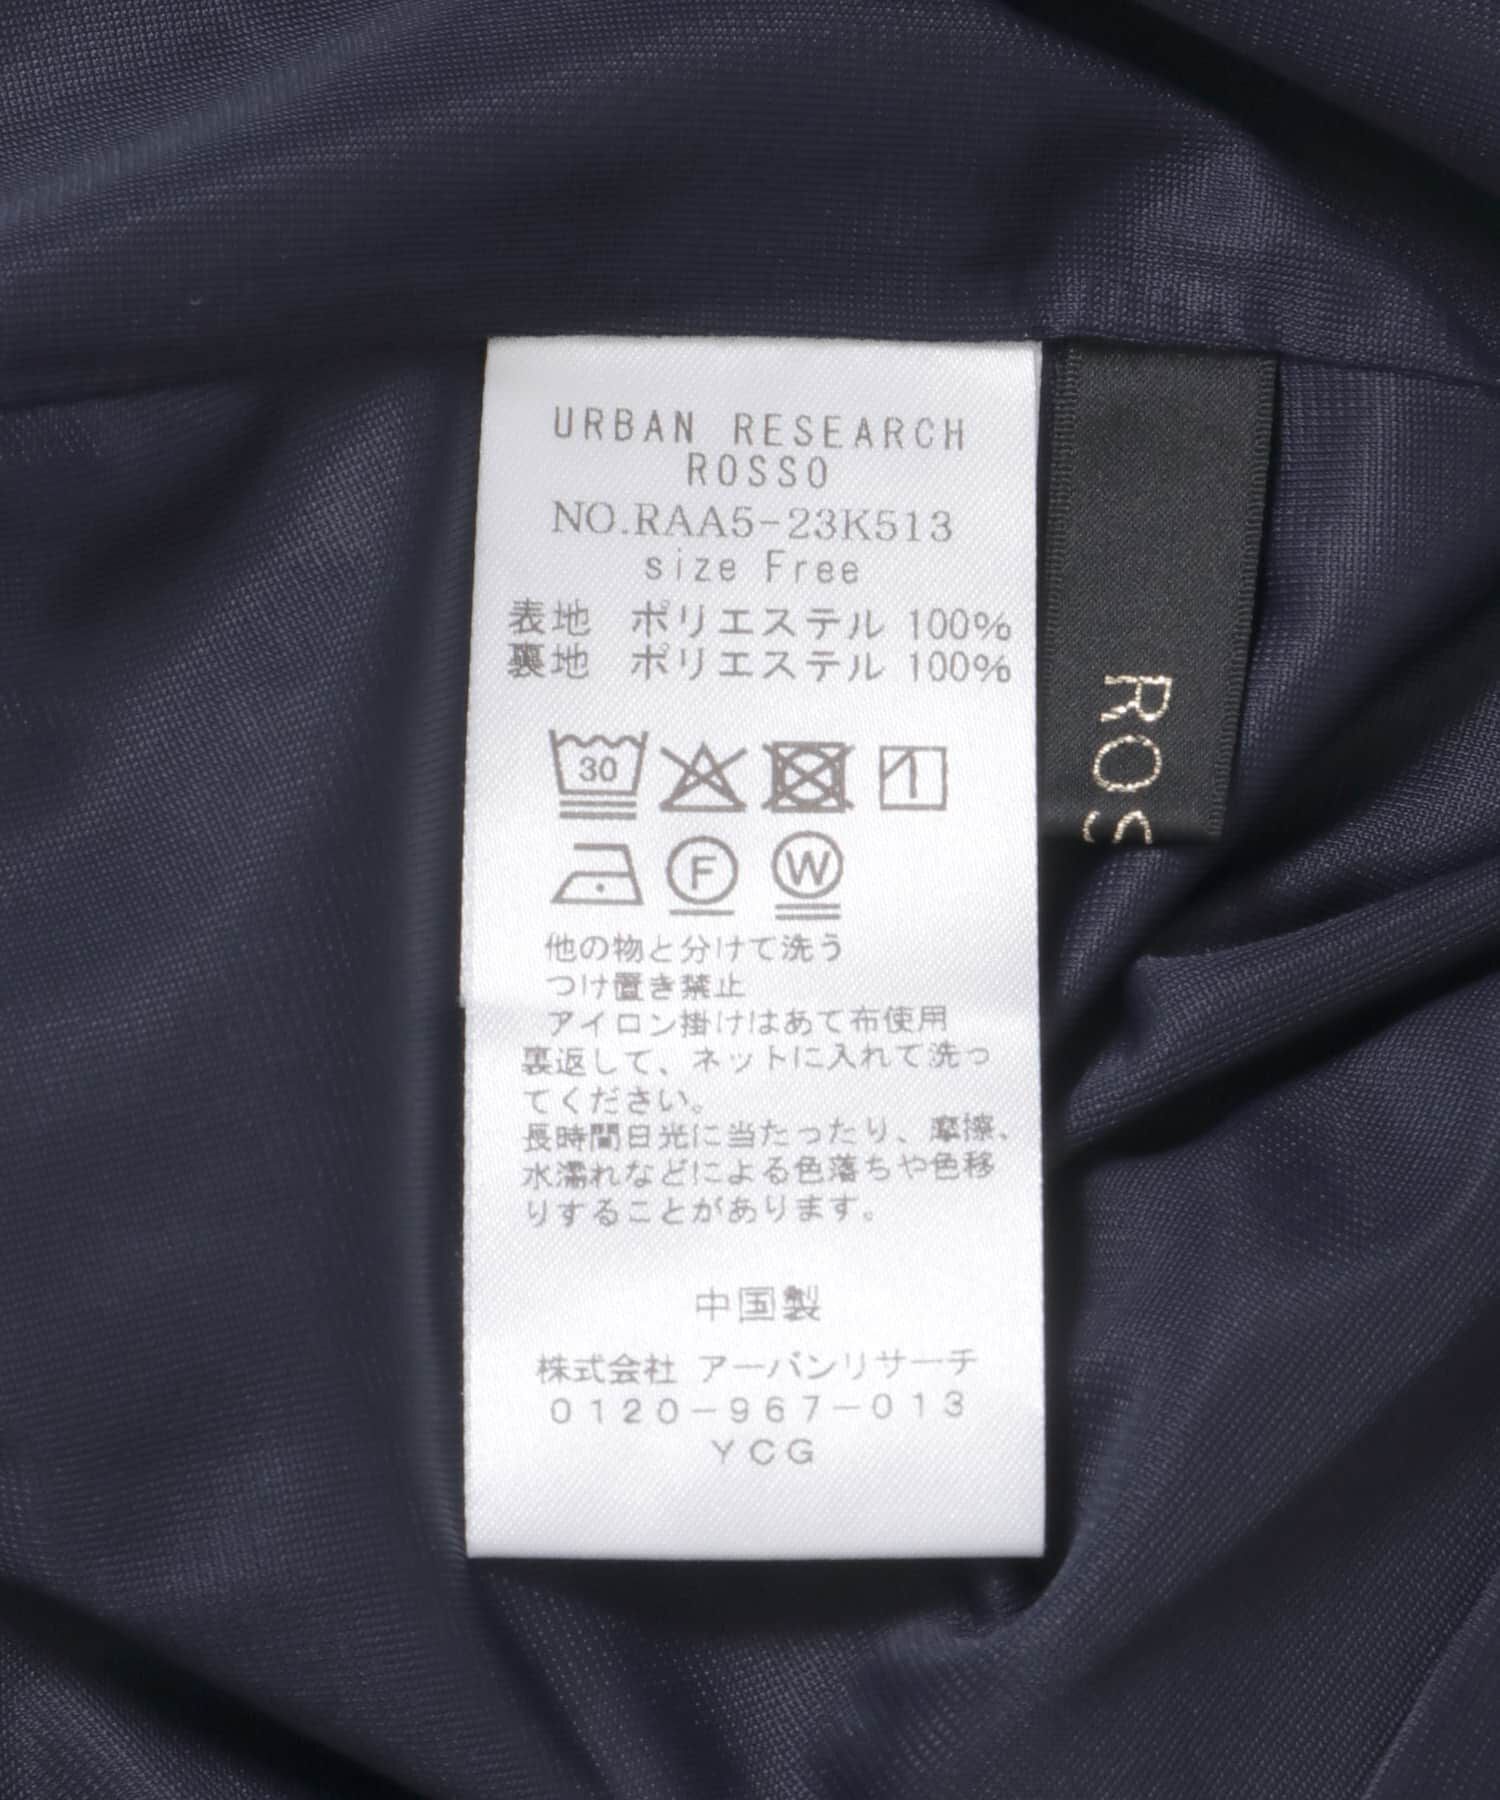 URBAN RESEARCH
ROSSO
NO.RAA5-23K513
size Free
表地 ポリエステル 100%
裏地 ポリエステル 100%
30
F W
他の物と分けて洗う
つけ置き禁止
アイロン掛けはあて布使用
裏返して、ネットに入れて洗っ
てください。
長時間日光に当たったり、摩擦、
水濡れなどによる色落ちや色移
りすることがあります。
中国製
株式会社 アーバンリサーチ
0120-967-013
YCG
ROS